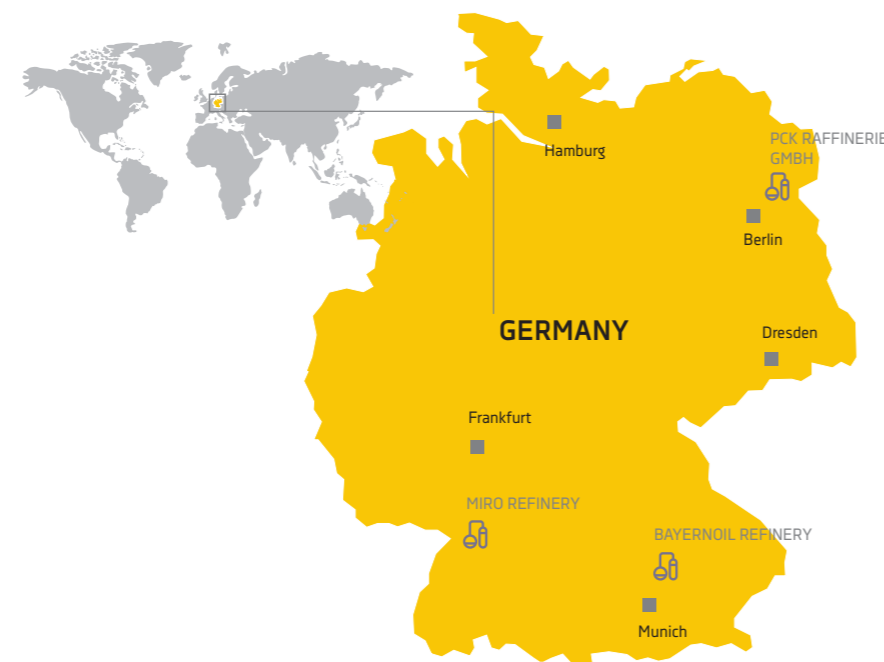 Hamburg
PCK RAFFINERIE
GMBH
Berlin
GERMANY
Dresden
Frankfurt
MIRO REFINERY
BAYERNOIL REFINERY
Munich